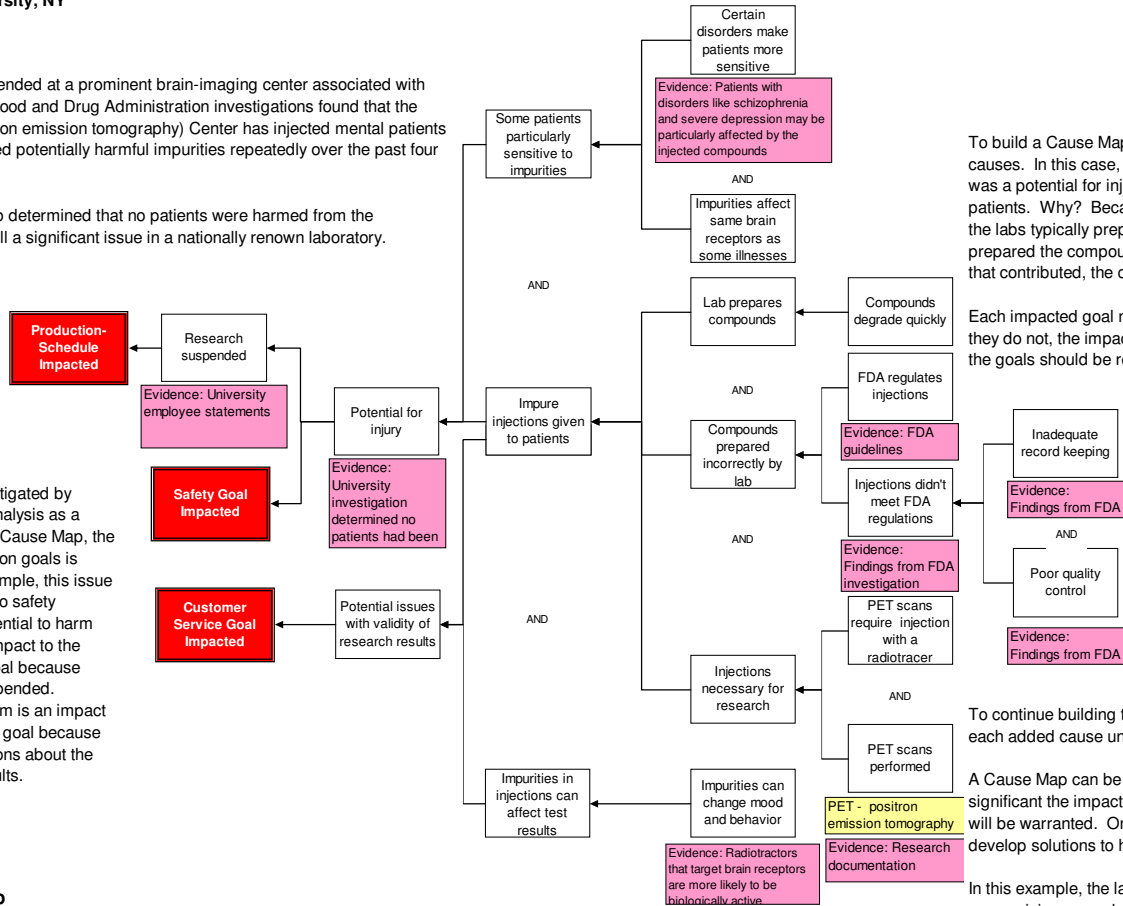 rsity, NY
ended at a prominent brain-imaging center associated with
ood and Drug Administration investigations found that the
on emission tomography) Center has injected mental patients
ed potentially harmful impurities repeatedly over the past four
o determined that no patients were harmed from the
ll a significant issue in a nationally renown laboratory.
Production-
Schedule
Impacted
Research
suspended
Evidence: University
employee statements
Safety Goal
Impacted
Potential for
injury
Evidence:
University
investigation
determined no
patients had been
Customer
Service Goal
Impacted
Potential issues
with validity of
research results
tigated by
nalysis as a
Cause Map, the
on goals is
mple, this issue
o safety
ential to harm
mpact to the
al because
pended.
m is an impact
goal because
ons about the
lts.
Some patients
particularly
sensitive to
impurities
AND
Impure
injections given
to patients
AND
Impurities in
injections can
affect test
results
Certain
disorders make
patients more
sensitive
Evidence: Patients with
disorders like schizophrenia
and severe depression may be
particularly affected by the
injected compounds
AND
Impurities affect
same brain
receptors as
some illnesses
Lab prepares
compounds
Compounds
degrade quickly
AND
Compounds
prepared
incorrectly by
lab
FDA regulates
injections
Evidence: FDA
guidelines
Injections didn't
meet FDA
regulations
Evidence:
Findings from FDA
investigation
Inadequate
record keeping
Evidence:
Findings from FDA
AND
Poor quality
control
Evidence:
Findings from FDA
AND
Injections
necessary for
research
PET scans
require injection
with a
radiotracer
AND
PET scans
performed
PET - positron
emission tomography
Evidence: Research
documentation
Impurities can
change mood
and behavior
Evidence: Radiotractors
that target brain receptors
are more likely to be
biologically active
To build a Cause Map
causes. In this case,
was a potential for inj
patients. Why? Beca
the labs typically prep
prepared the compou
that contributed, the c
Each impacted goal n
they do not, the impac
the goals should be re
To continue building t
each added cause un
A Cause Map can be
significant the impact
will be warranted. On
develop solutions to h
In this example, the la